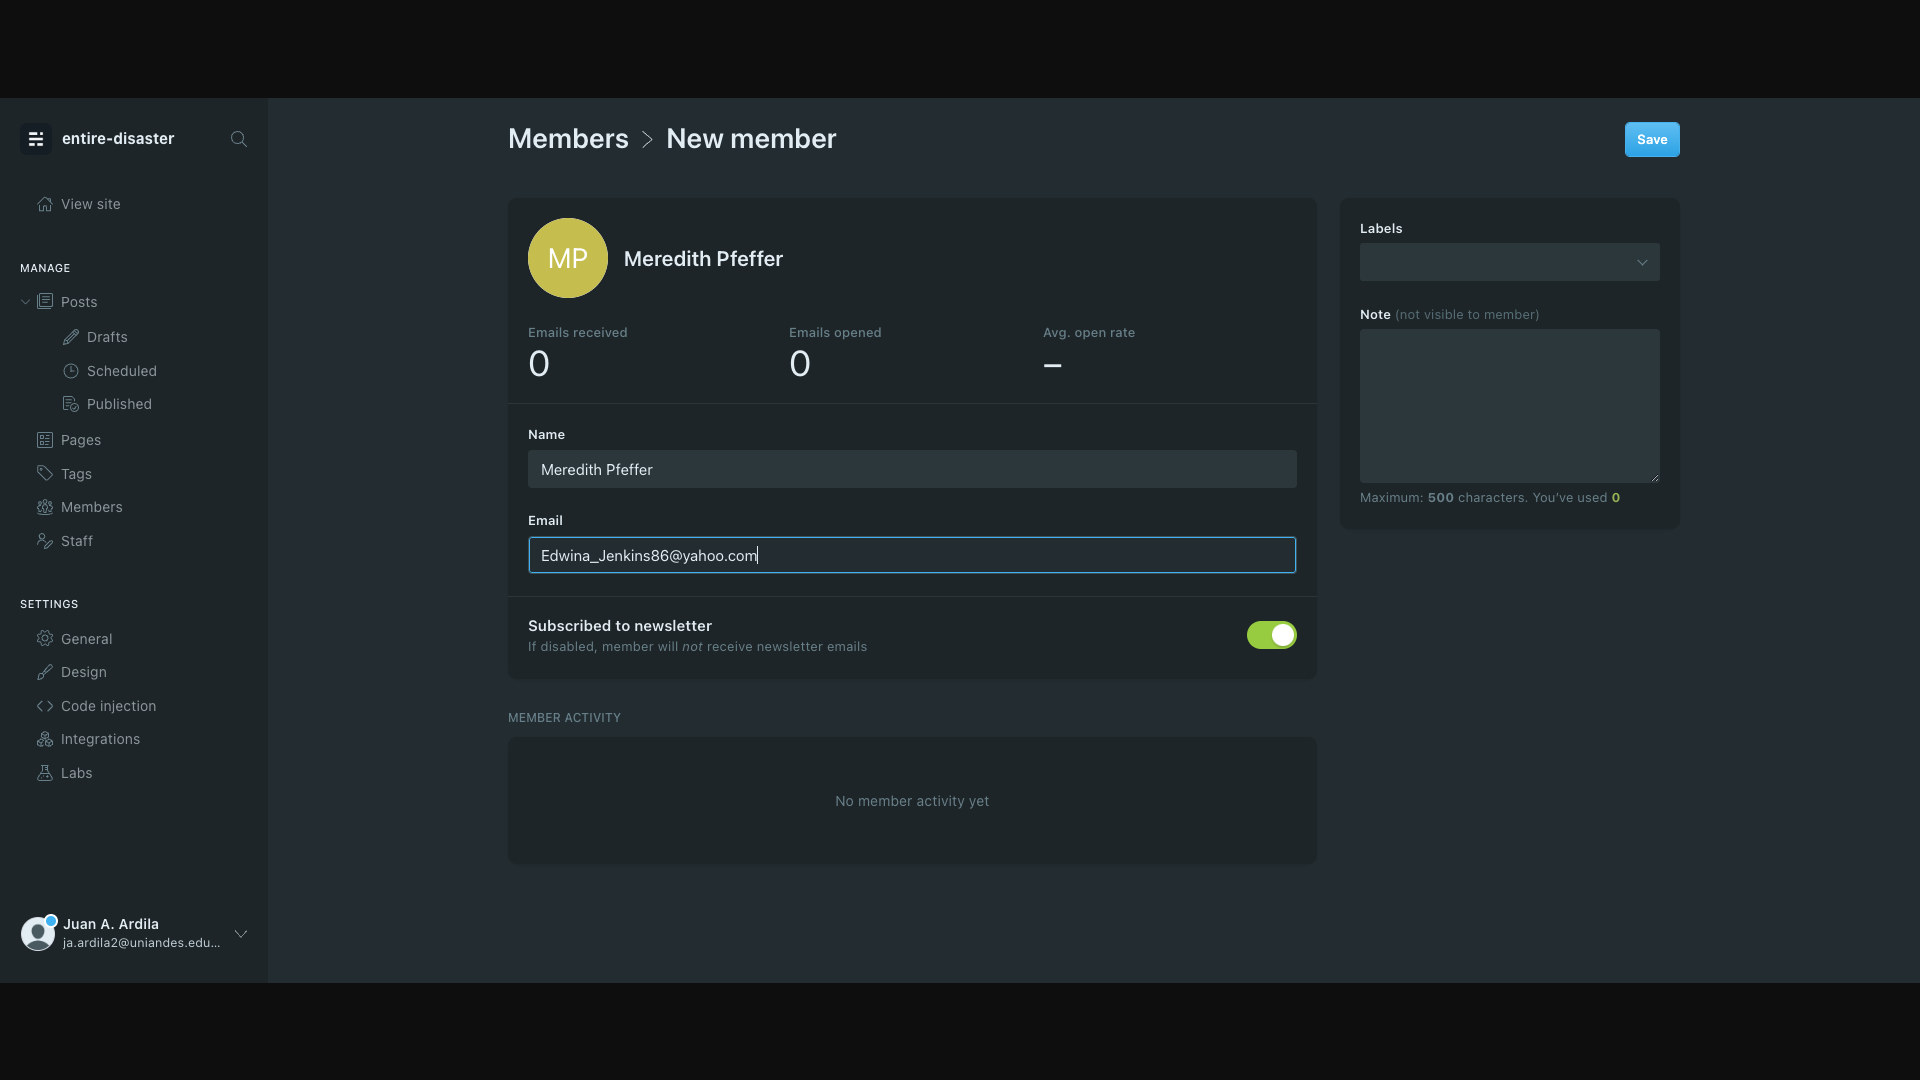 entire-disaster
View site
MANAGE
Posts
Drafts
Scheduled
Published
Pages
Tags
Members
Staff
SETTINGS
General
Design
Code injection
Integrations
Labs
Juan A. Ardila
ja.ardila2@uniandes.edu...
Members > New member
Save
MP
Meredith Pfeffer
Emails received
0
Emails opened
0
Avg. open rate
–
Name
Meredith Pfeffer
Email
Edwina_Jenkins86@yahoo.com
Subscribed to newsletter
If disabled, member will not receive newsletter emails
MEMBER ACTIVITY
No member activity yet
Labels
Note (not visible to member)
Maximum: 500 characters. You've used 0